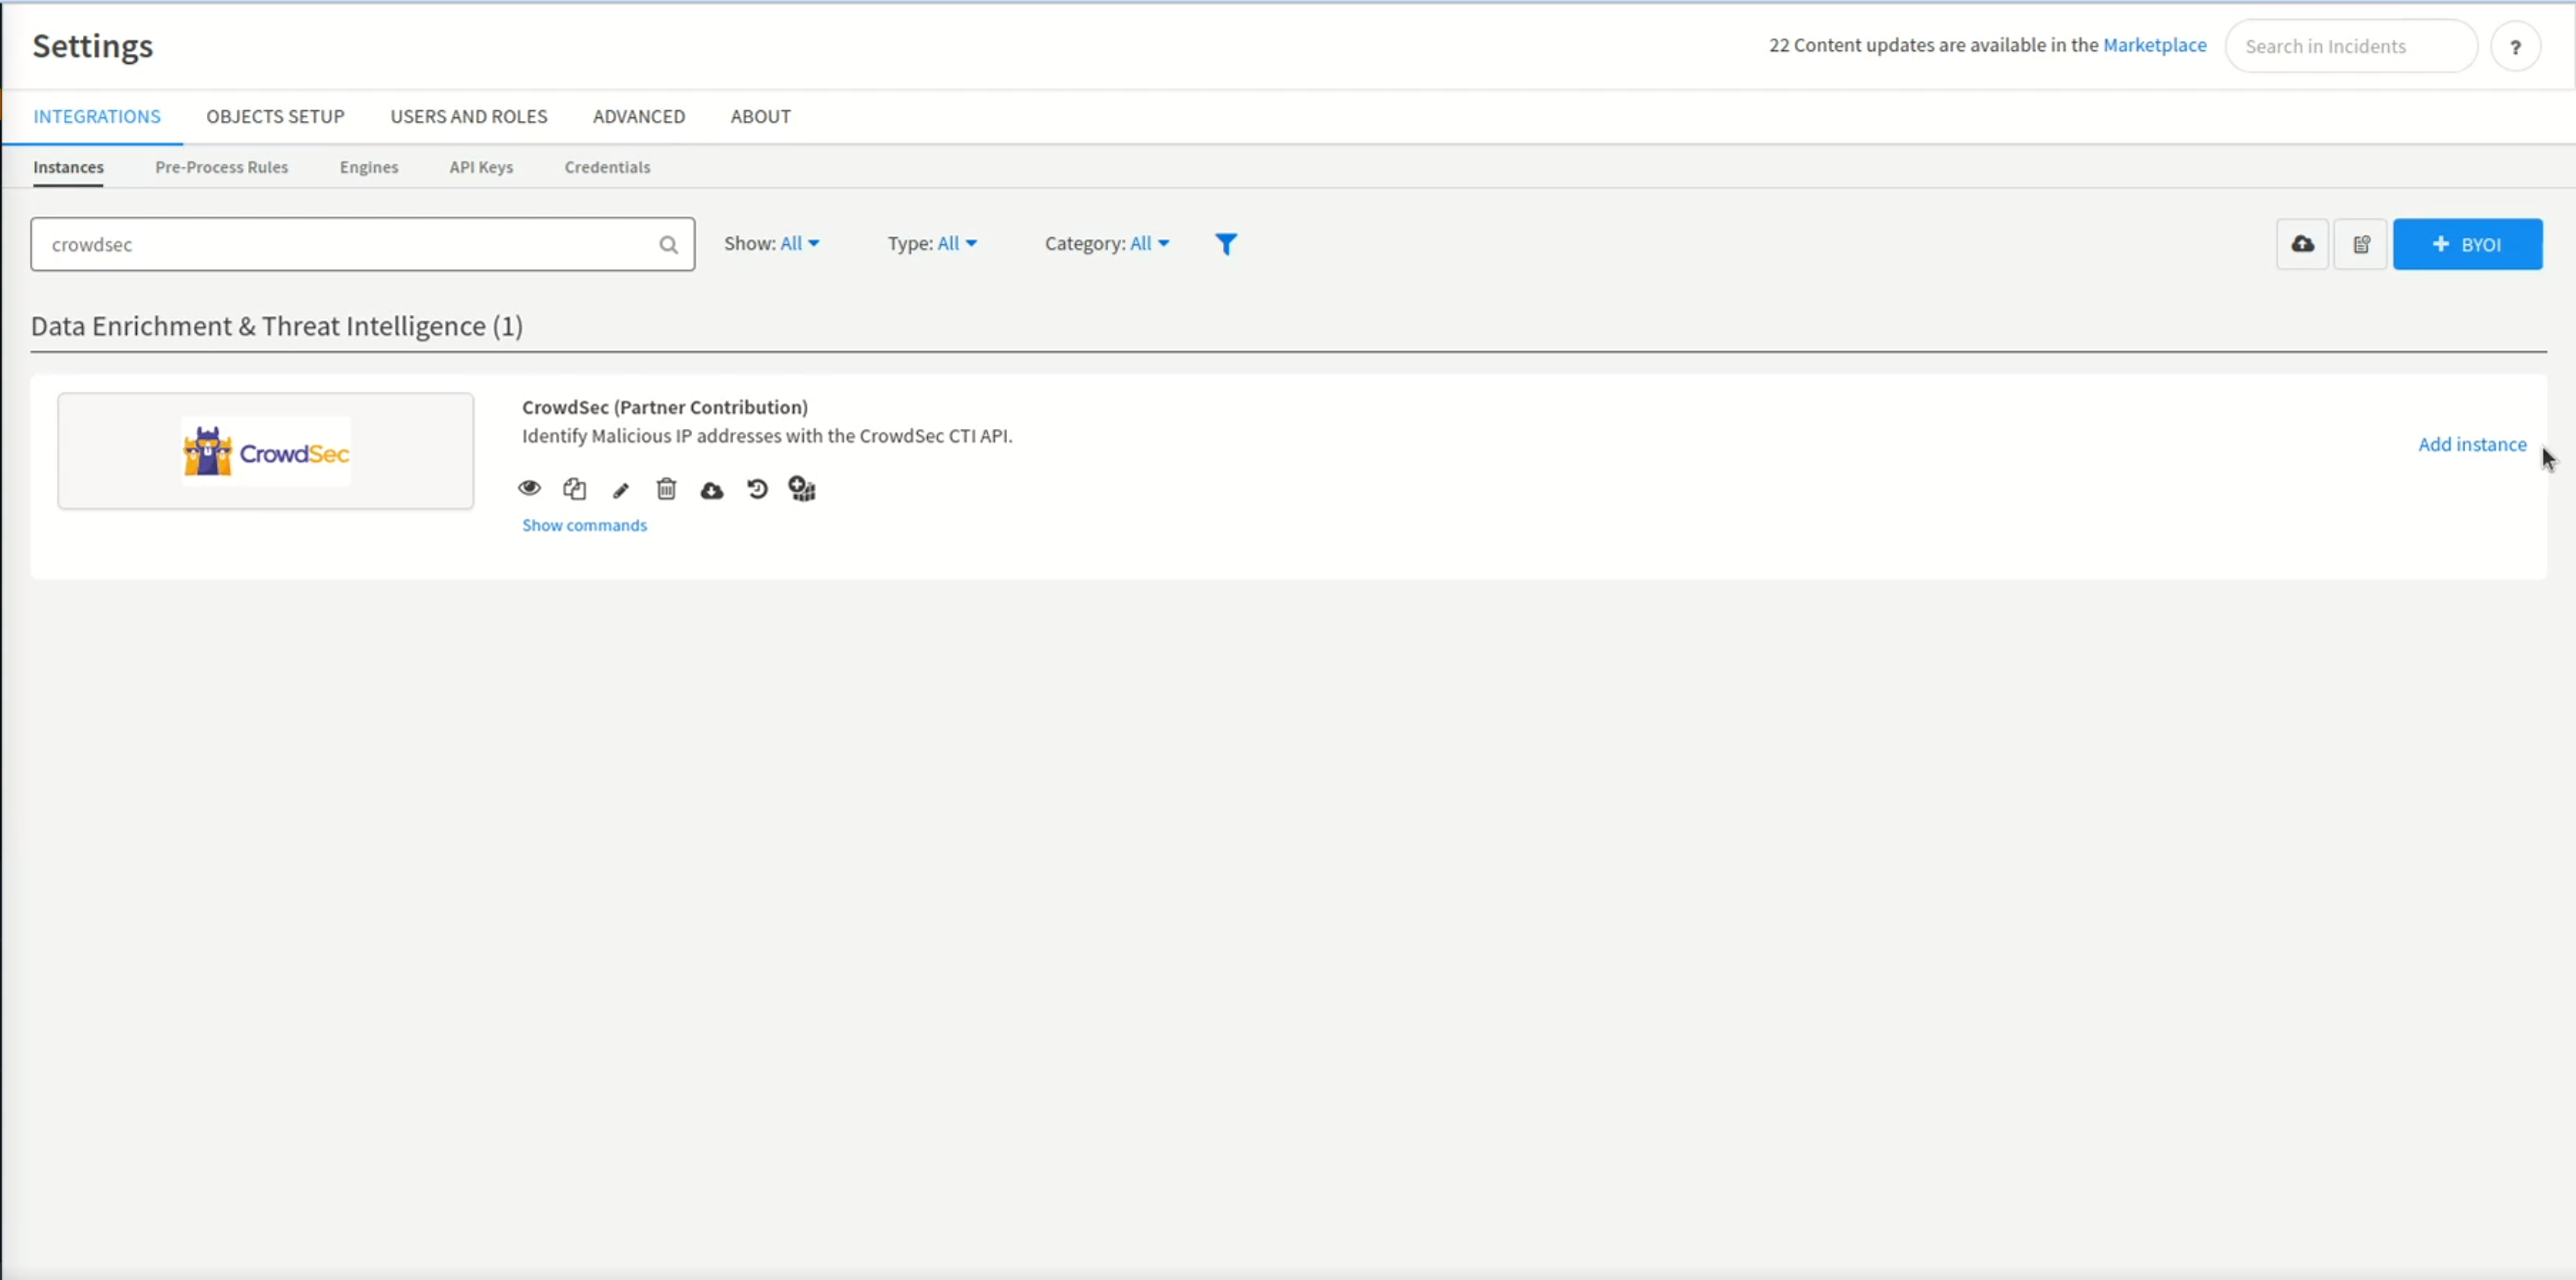 Settings
22 Content updates are available in the Marketplace
Search in Incidents
?
INTEGRATIONS OBJECTS SETUP USERS AND ROLES ADVANCED ABOUT
Instances Pre-Process Rules Engines API Keys Credentials
crowdsec
Show: All Type: All Category: All
+ BYOI
Data Enrichment & Threat Intelligence (1)
CrowdSec
CrowdSec (Partner Contribution)
Identify Malicious IP addresses with the CrowdSec CTI API.
Add instance
Show commands